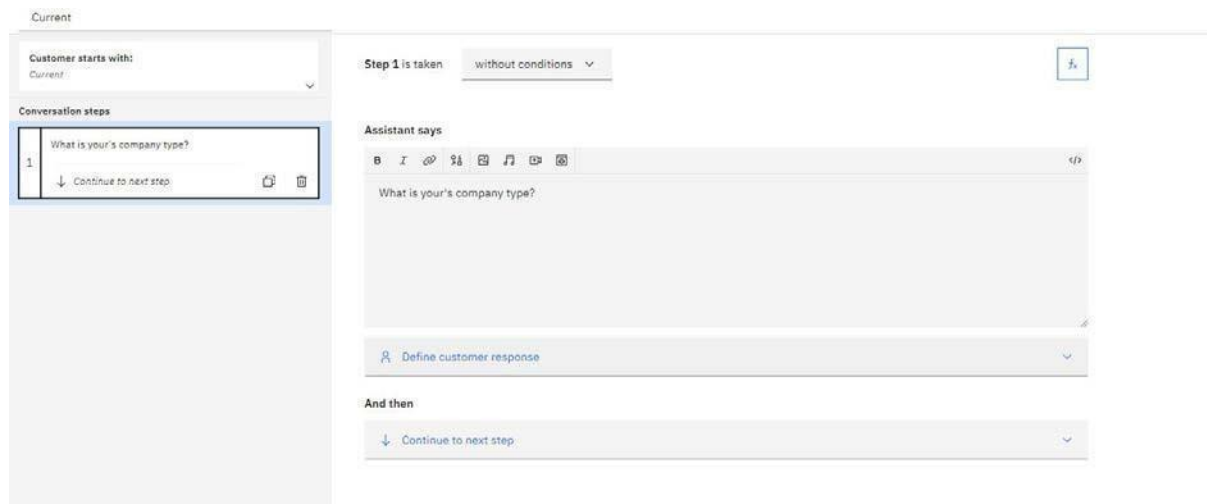 Current
Customer starts with:
Current
Conversation steps
1
What is your's company type?
Continue to next step
Step 1 is taken
without conditions
fx
Assistant says
B I </>
What is your's company type?
Define customer response
And then
Continue to next step